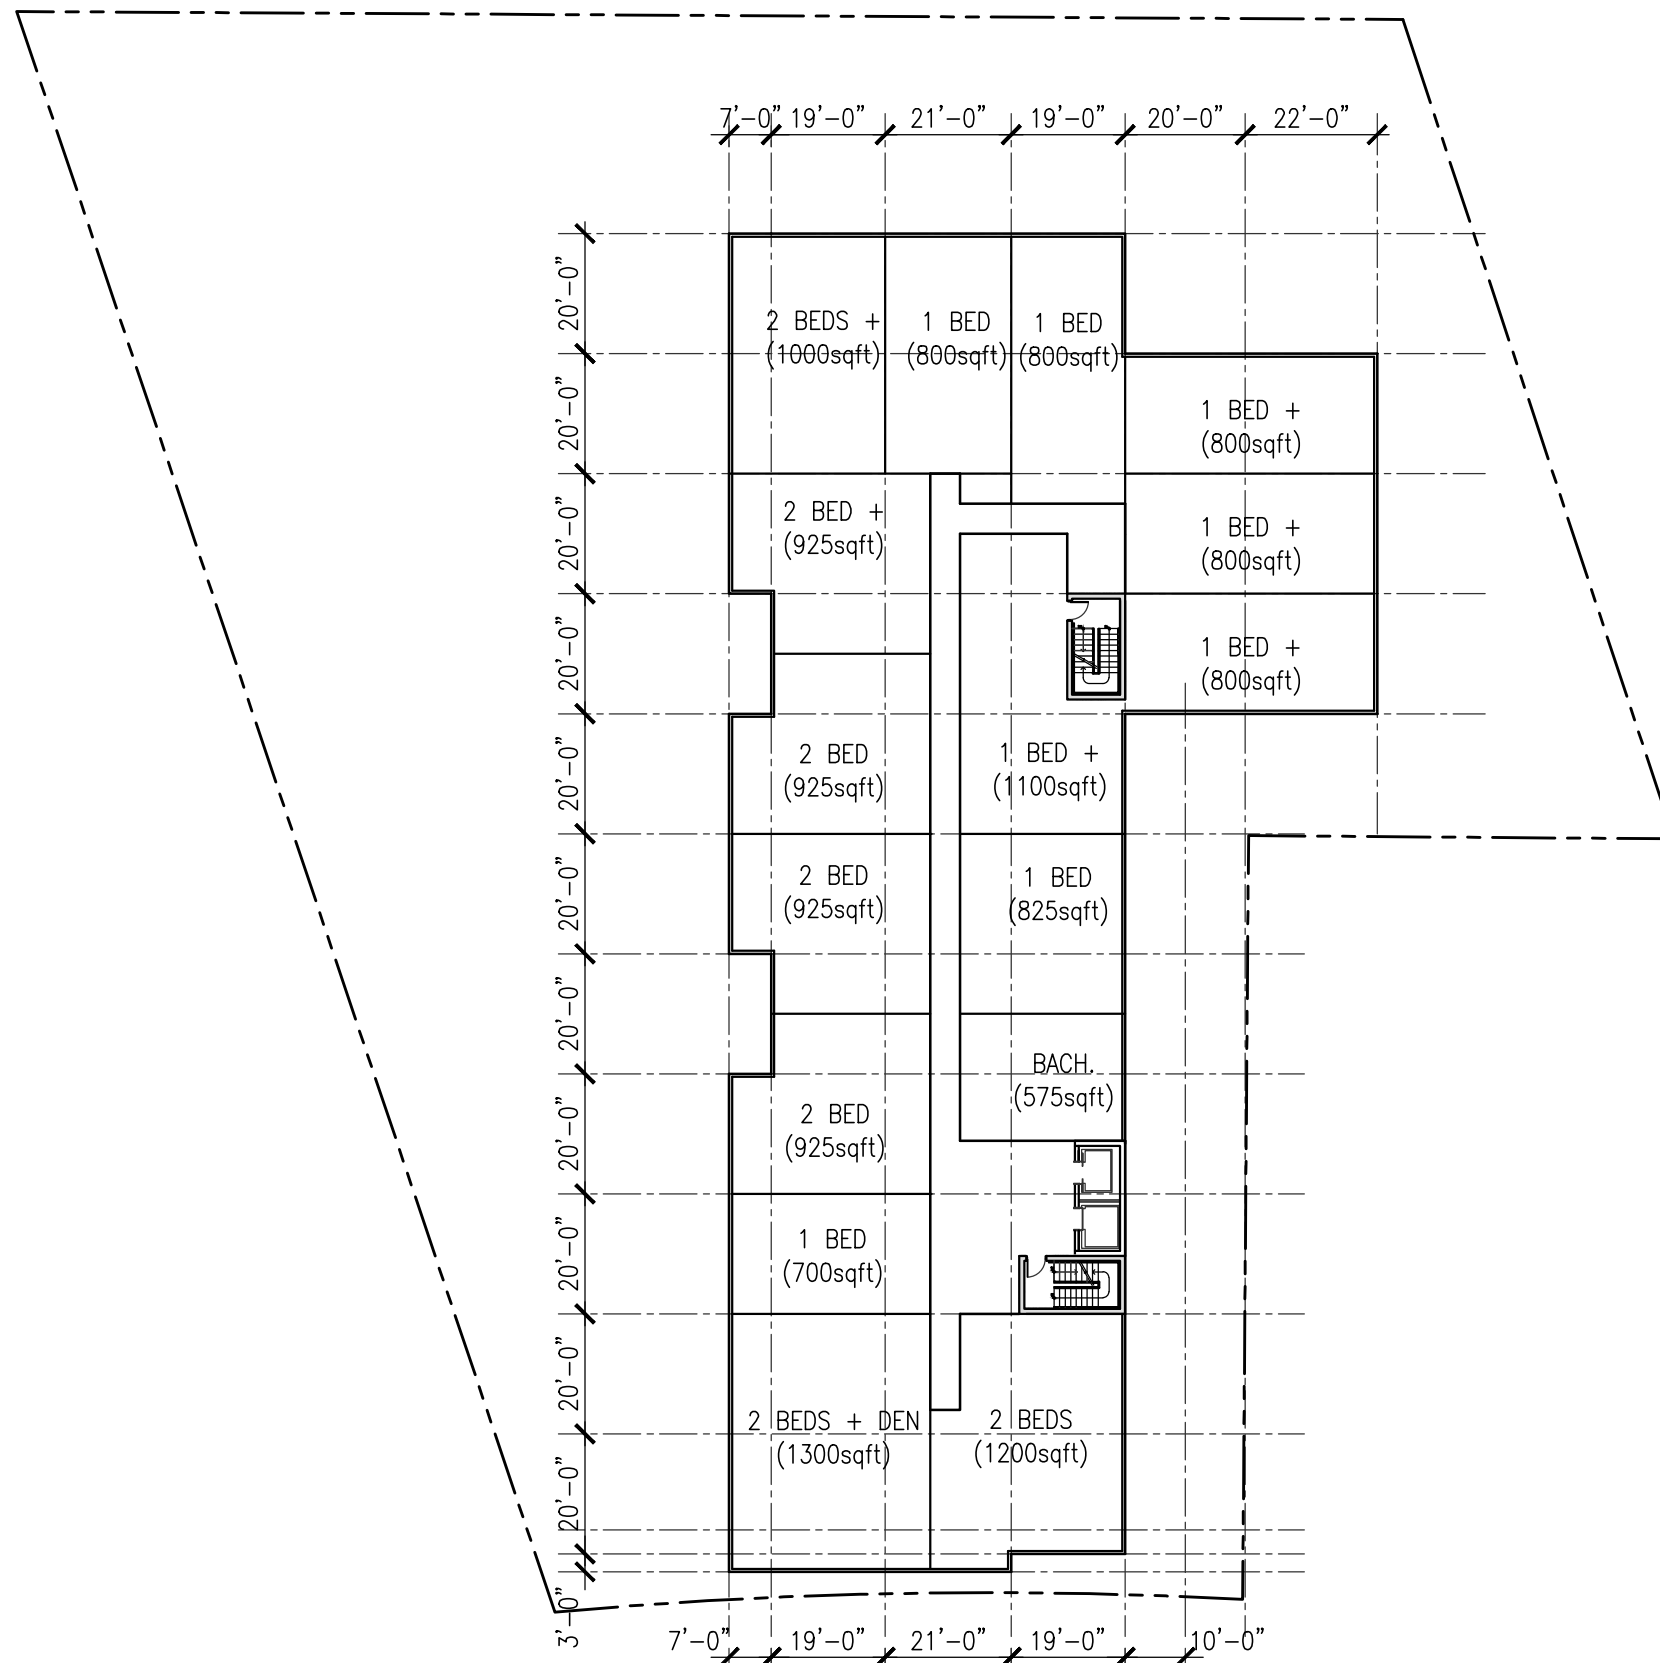 7'-0" 19'-0" 21'-0" 19'-0" 20'-0" 22'-0"
20'-0"
20'-0"
20'-0"
20'-0"
20'-0"
20'-0"
20'-0"
20'-0"
20'-0"
20'-0"
20'-0"
3'-0"
2 BEDS +
(1000sqft)
1 BED
(800sqft)
1 BED
(800sqft)
1 BED +
(800sqft)
2 BED +
(925sqft)
1 BED +
(800sqft)
1 BED +
(800sqft)
2 BED
(925sqft)
1 BED +
(1100sqft)
2 BED
(925sqft)
1 BED
(825sqft)
BACH.
(575sqft)
2 BED
(925sqft)
1 BED
(700sqft)
2 BEDS + DEN
(1300sqft)
2 BEDS
(1200sqft)
7'-0" 19'-0" 21'-0" 19'-0" 10'-0"